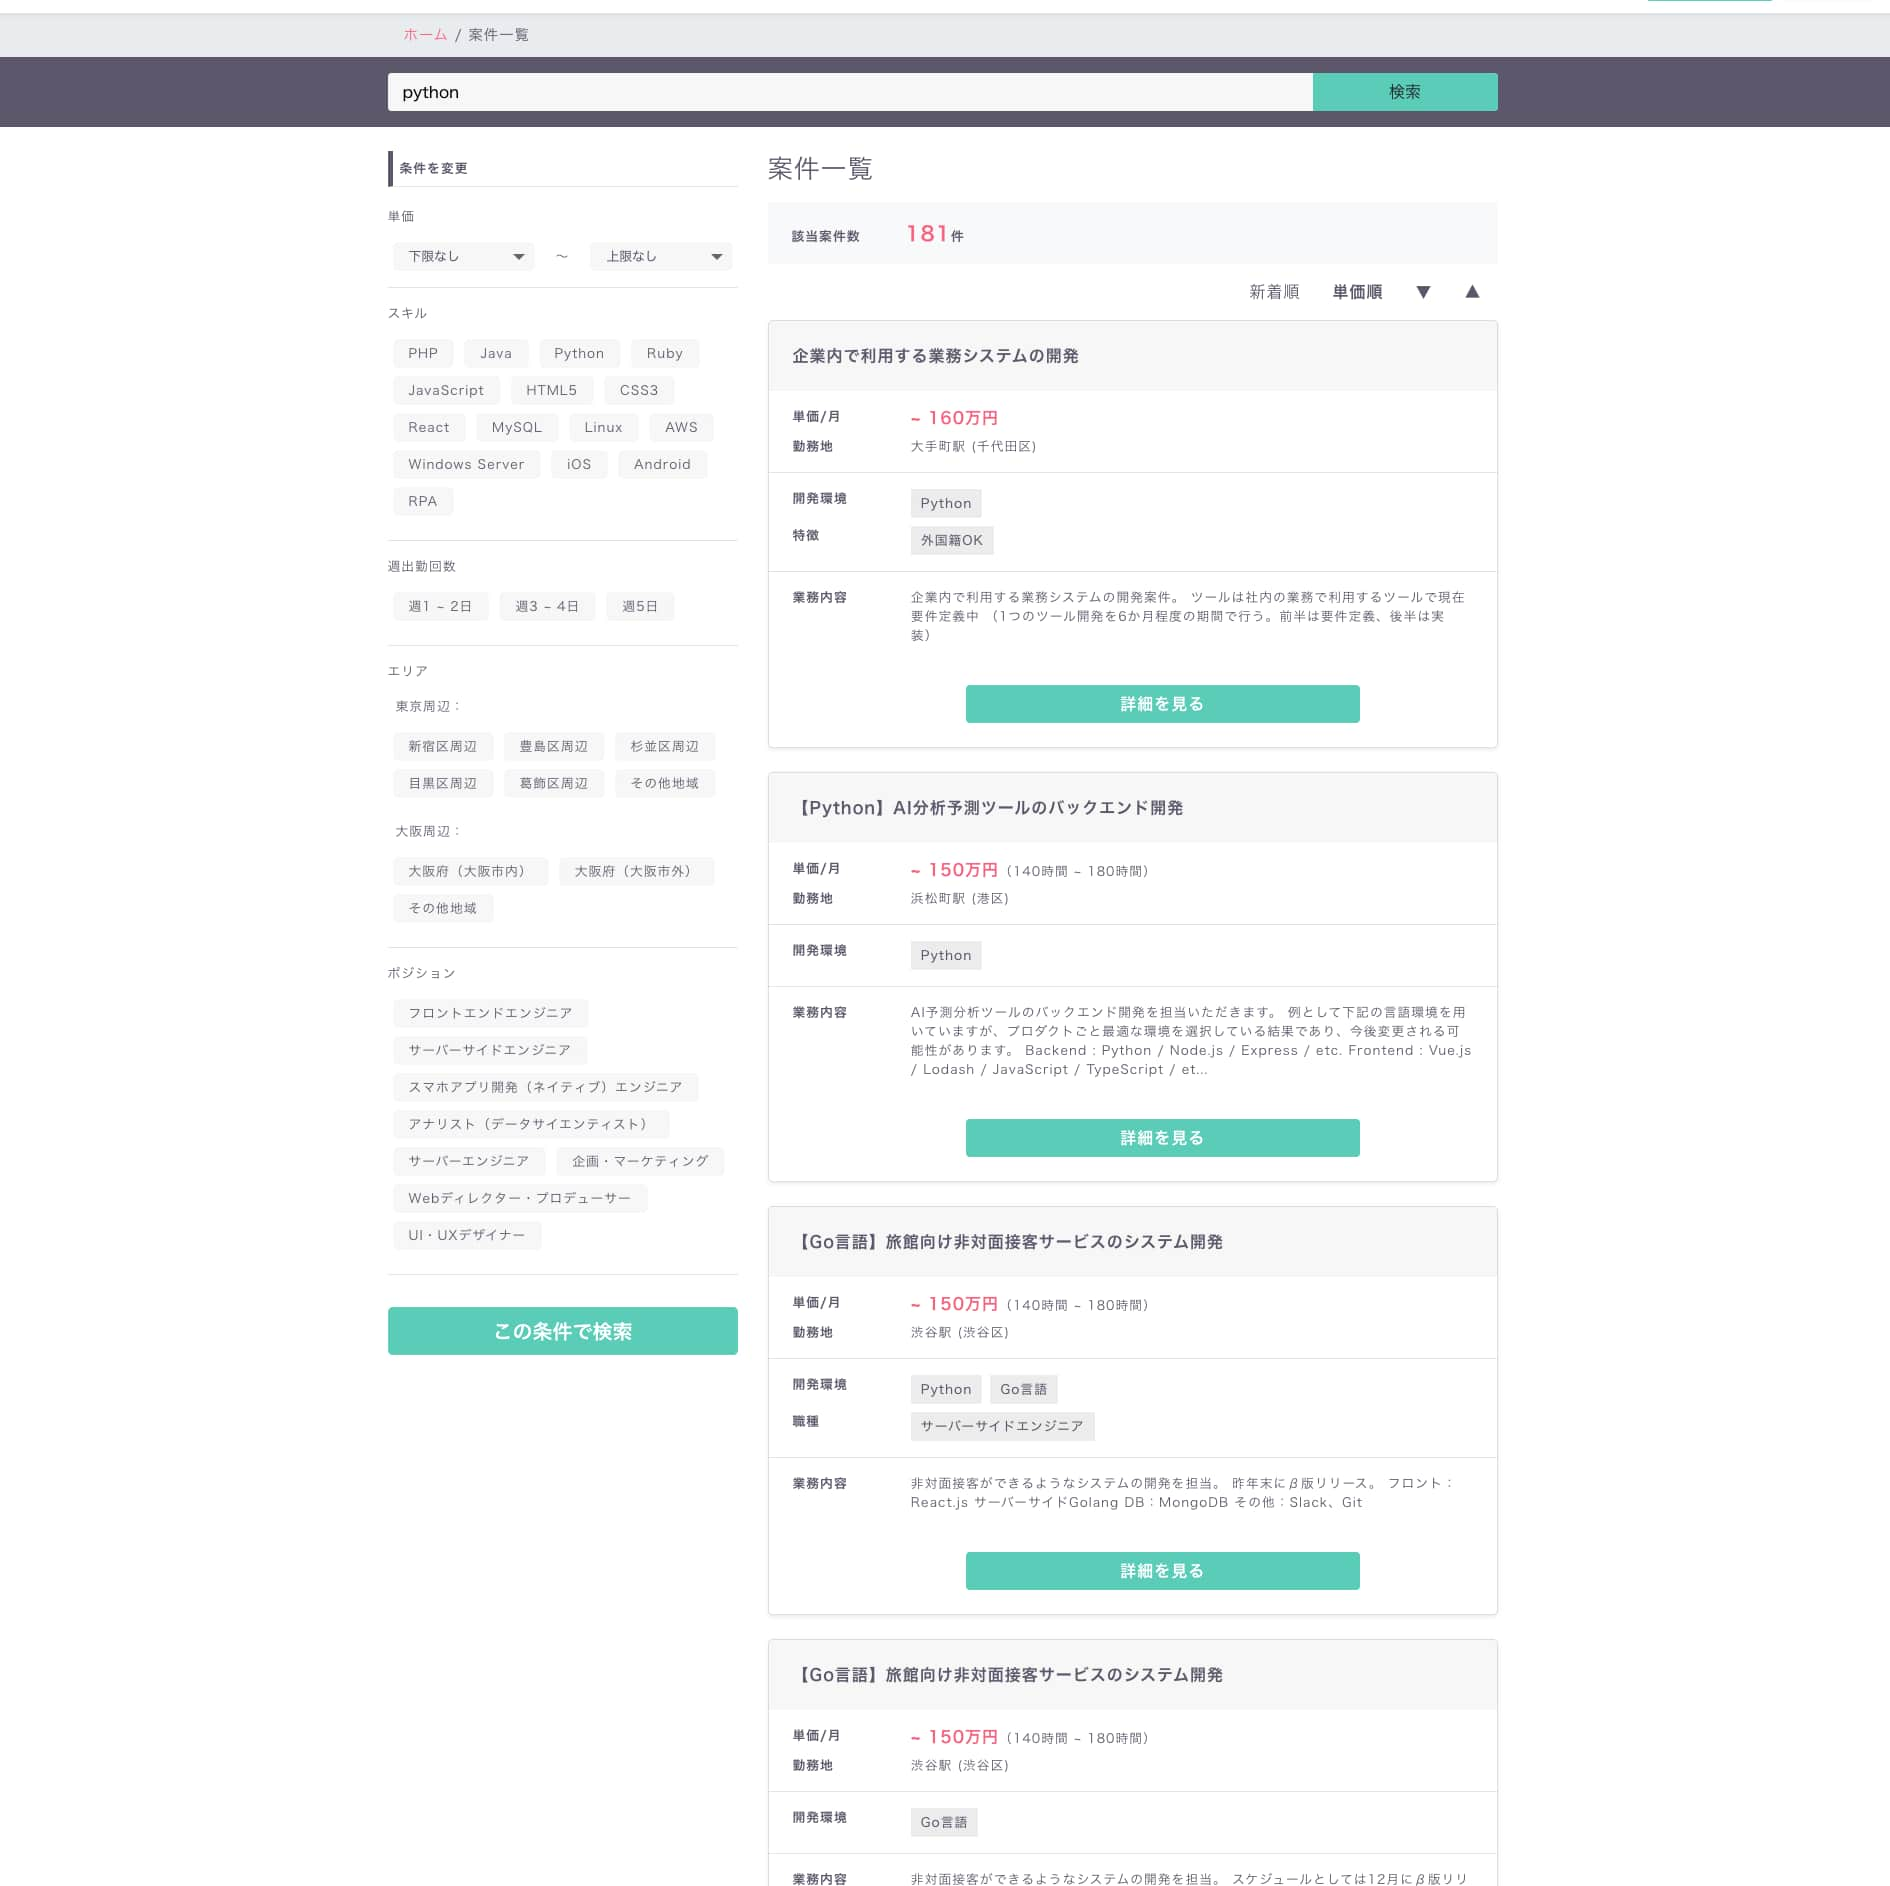 ホーム / 案件一覧
python
検索
条件を変更
単価
下限なし ～ 上限なし
スキル
PHP Java Python Ruby
JavaScript HTML5 CSS3
React MySQL Linux AWS
Windows Server iOS Android
RPA
週出勤回数
週1 ~ 2日 週3 ~ 4日 週5日
エリア
東京周辺：
新宿区周辺 豊島区周辺 杉並区周辺
目黒区周辺 葛飾区周辺 その他地域
大阪周辺：
大阪府（大阪市内） 大阪府（大阪市外）
その他地域
ポジション
フロントエンドエンジニア
サーバーサイドエンジニア
スマホアプリ開発（ネイティブ）エンジニア
アナリスト（データサイエンティスト）
サーバーエンジニア 企画・マーケティング
Webディレクター・プロデューサー
UI・UXデザイナー
この条件で検索
案件一覧
該当案件数 181件
新着順 単価順 ▼ ▲
企業内で利用する業務システムの開発
単価/月 ~ 160万円
勤務地 大手町駅 (千代田区)
開発環境 Python
特徴 外国籍OK
業務内容 企業内で利用する業務システムの開発案件。 ツールは社内の業務で利用するツールで現在
要件定義中 （1つのツール開発を6か月程度の期間で行う。前半は要件定義、後半は実
装）
詳細を見る
【Python】AI分析予測ツールのバックエンド開発
単価/月 ~ 150万円（140時間 ~ 180時間）
勤務地 浜松町駅 (港区)
開発環境 Python
業務内容 AI予測分析ツールのバックエンド開発を担当いただきます。 例として下記の言語環境を用
いていますが、プロダクトごと最適な環境を選択している結果であり、今後変更される可
能性があります。 Backend : Python / Node.js / Express / etc. Frontend : Vue.js
/ Lodash / JavaScript / TypeScript / et...
詳細を見る
【Go言語】旅館向け非対面接客サービスのシステム開発
単価/月 ~ 150万円（140時間 ~ 180時間）
勤務地 渋谷駅 (渋谷区)
開発環境 Python Go言語
職種 サーバーサイドエンジニア
業務内容 非対面接客ができるようなシステムの開発を担当。 昨年末にβ版リリース。 フロント：
React.js サーバーサイドGolang DB：MongoDB その他：Slack、Git
詳細を見る
【Go言語】旅館向け非対面接客サービスのシステム開発
単価/月 ~ 150万円（140時間 ~ 180時間）
勤務地 渋谷駅 (渋谷区)
開発環境 Go言語
業務内容 非対面接客ができるようなシステムの開発を担当。 スケジュールとしては12月にβ版リリ